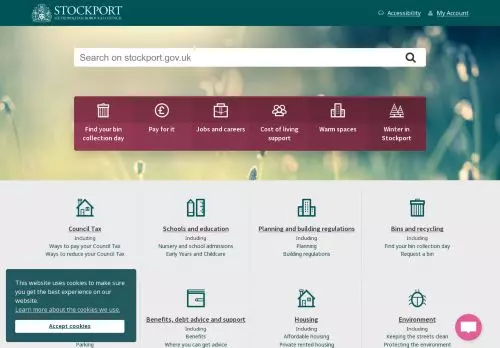 STOCKPORT
METROPOLITAN BOROUGH COUNCIL
Accessibility
My Account
Search on stockport.gov.uk
Find your bin collection day
Pay for it
Jobs and careers
Cost of living support
Warm spaces
Winter in Stockport
Council Tax
Including
Ways to pay your Council Tax
Ways to reduce your Council Tax
Schools and education
Including
Nursery and school admissions
Early Years and Childcare
Planning and building regulations
Including
Planning
Building regulations
Bins and recycling
Including
Find your bin collection day
Request a bin
This website uses cookies to make sure
you get the best experience on our
website.
Learn more about the cookies we use.
Accept cookies
Parking
Benefits, debt advice and support
Including
Benefits
Where you can get advice
Housing
Including
Affordable housing
Private rented housing
Environment
Including
Keeping the streets clean
Protecting the environment